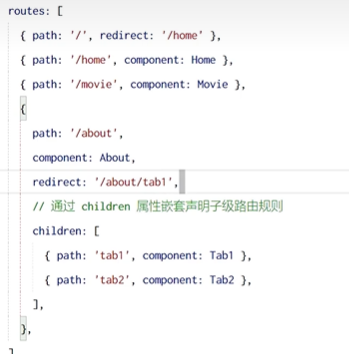 routes: [
{ path: '/', redirect: '/home' },
{ path: '/home', component: Home },
{ path: '/movie', component: Movie },
{
path: '/about',
component: About,
redirect: '/about/tab1',
// 通过 children 属性嵌套声明子级路由规则
children: [
{ path: 'tab1', component: Tab1 },
{ path: 'tab2', component: Tab2 },
],
},
]